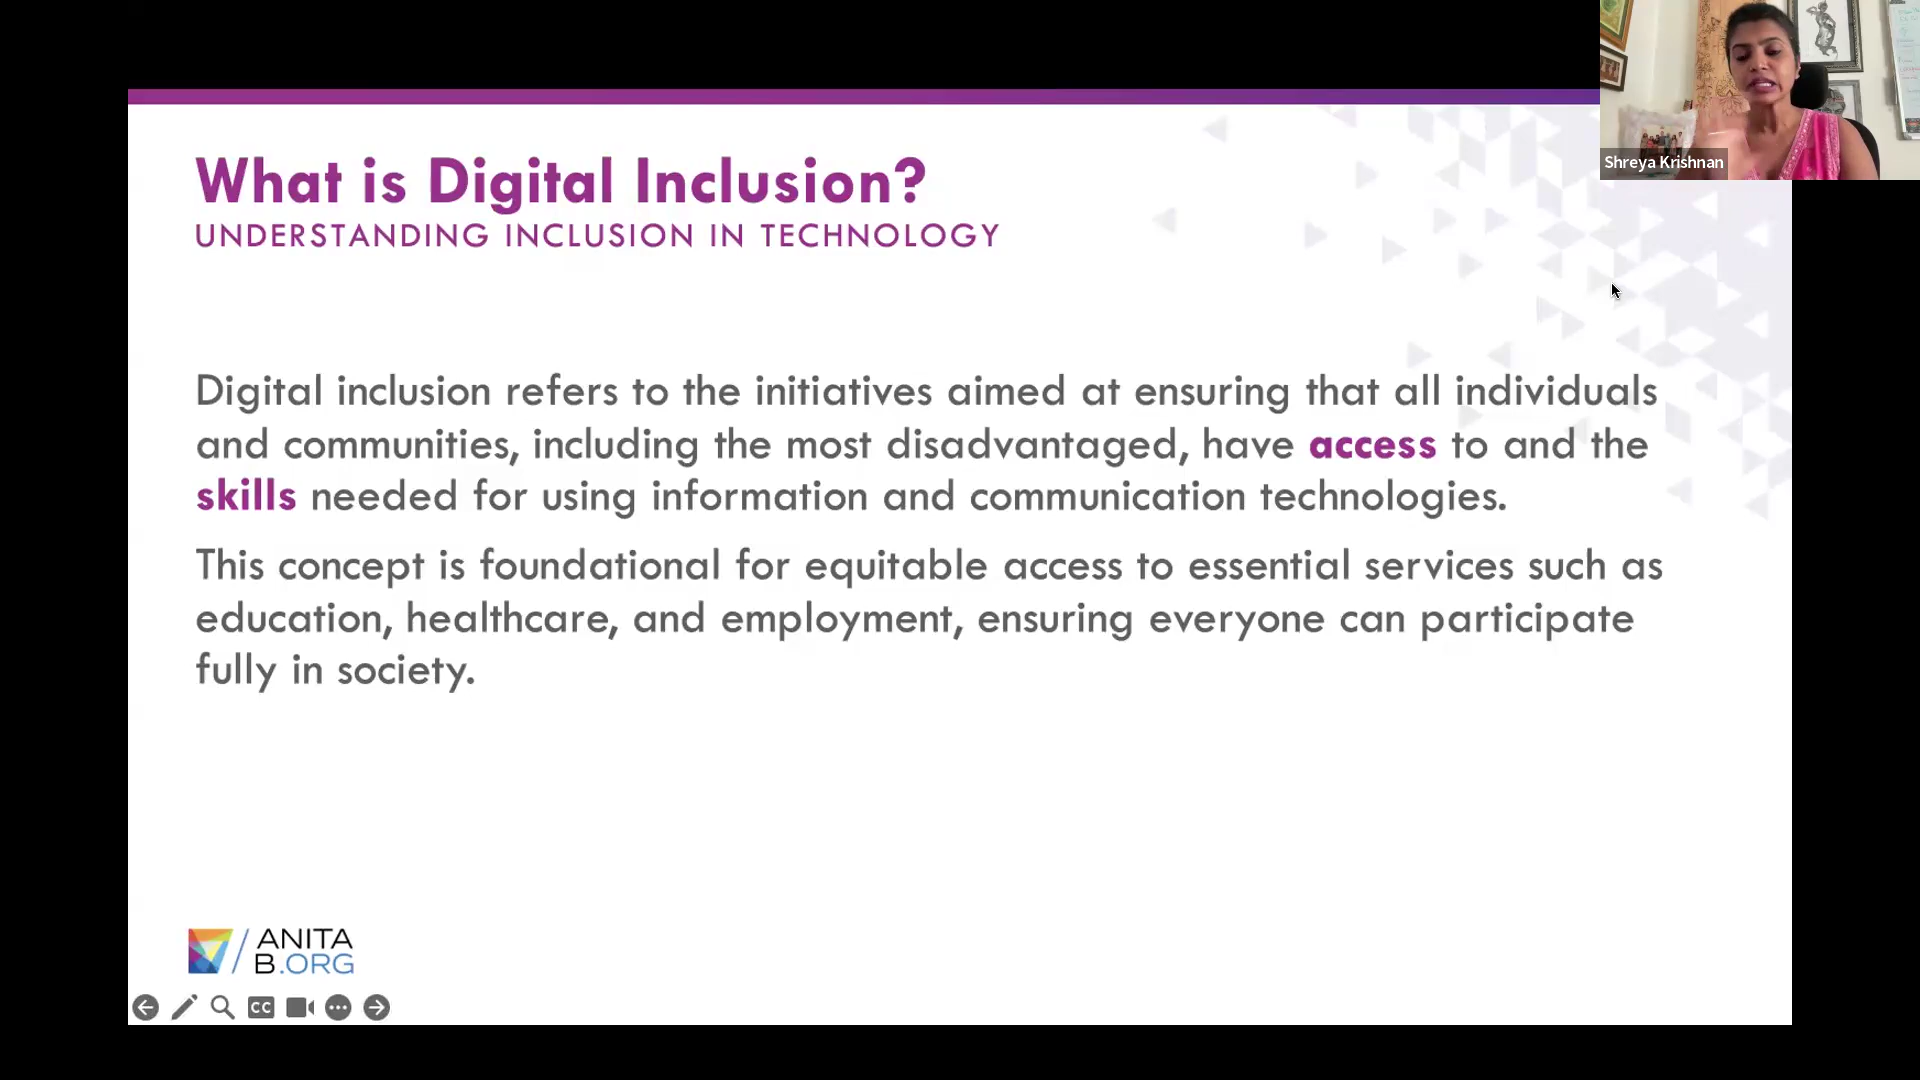 Shreya Krishnan
What is Digital Inclusion?
UNDERSTANDING INCLUSION IN TECHNOLOGY
Digital inclusion refers to the initiatives aimed at ensuring that all individuals
and communities, including the most disadvantaged, have access to and the
skills needed for using information and communication technologies.
This concept is foundational for equitable access to essential services such as
education, healthcare, and employment, ensuring everyone can participate
fully in society.
ANITA
B.ORG
CC